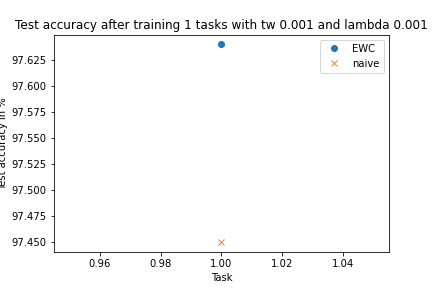 Test accuracy after training 1 tasks with tw 0.001 and lambda 0.001
97.625
97.600
97.575
97.550
97.525
97.500
97.475
97.450
Test accuracy in %
EWC
naive
0.96
0.98
1.00
1.02
1.04
Task